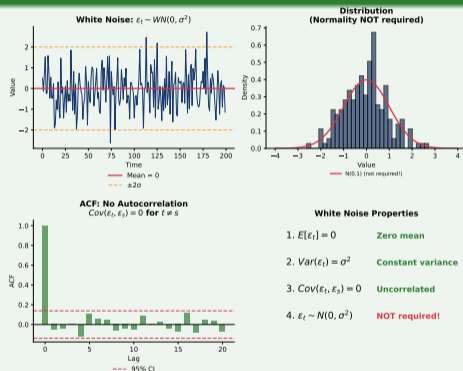 White Noise: εₜ ~ WN(0, σ²)
Value
2
1
0
−1
−2
0 25 50 75 100 125 150 175 200
Time
Mean = 0
±2σ
Distribution
(Normality NOT required)
Density
0.7
0.6
0.5
0.4
0.3
0.2
0.1
0.0
−4 −3 −2 −1 0 1 2 3 4
Value
N(0,1) (not required!)
ACF: No Autocorrelation
Cov(εₜ, εₛ) = 0 for t ≠ s
ACF
1.0
0.8
0.6
0.4
0.2
0.0
0 5 10 15 20
Lag
95% CI
White Noise Properties
1. E[εₜ] = 0 Zero mean
2. Var(εₜ) = σ² Constant variance
3. Cov(εₜ, εₛ) = 0 Uncorrelated
4. εₜ ~ N(0, σ²) NOT required!